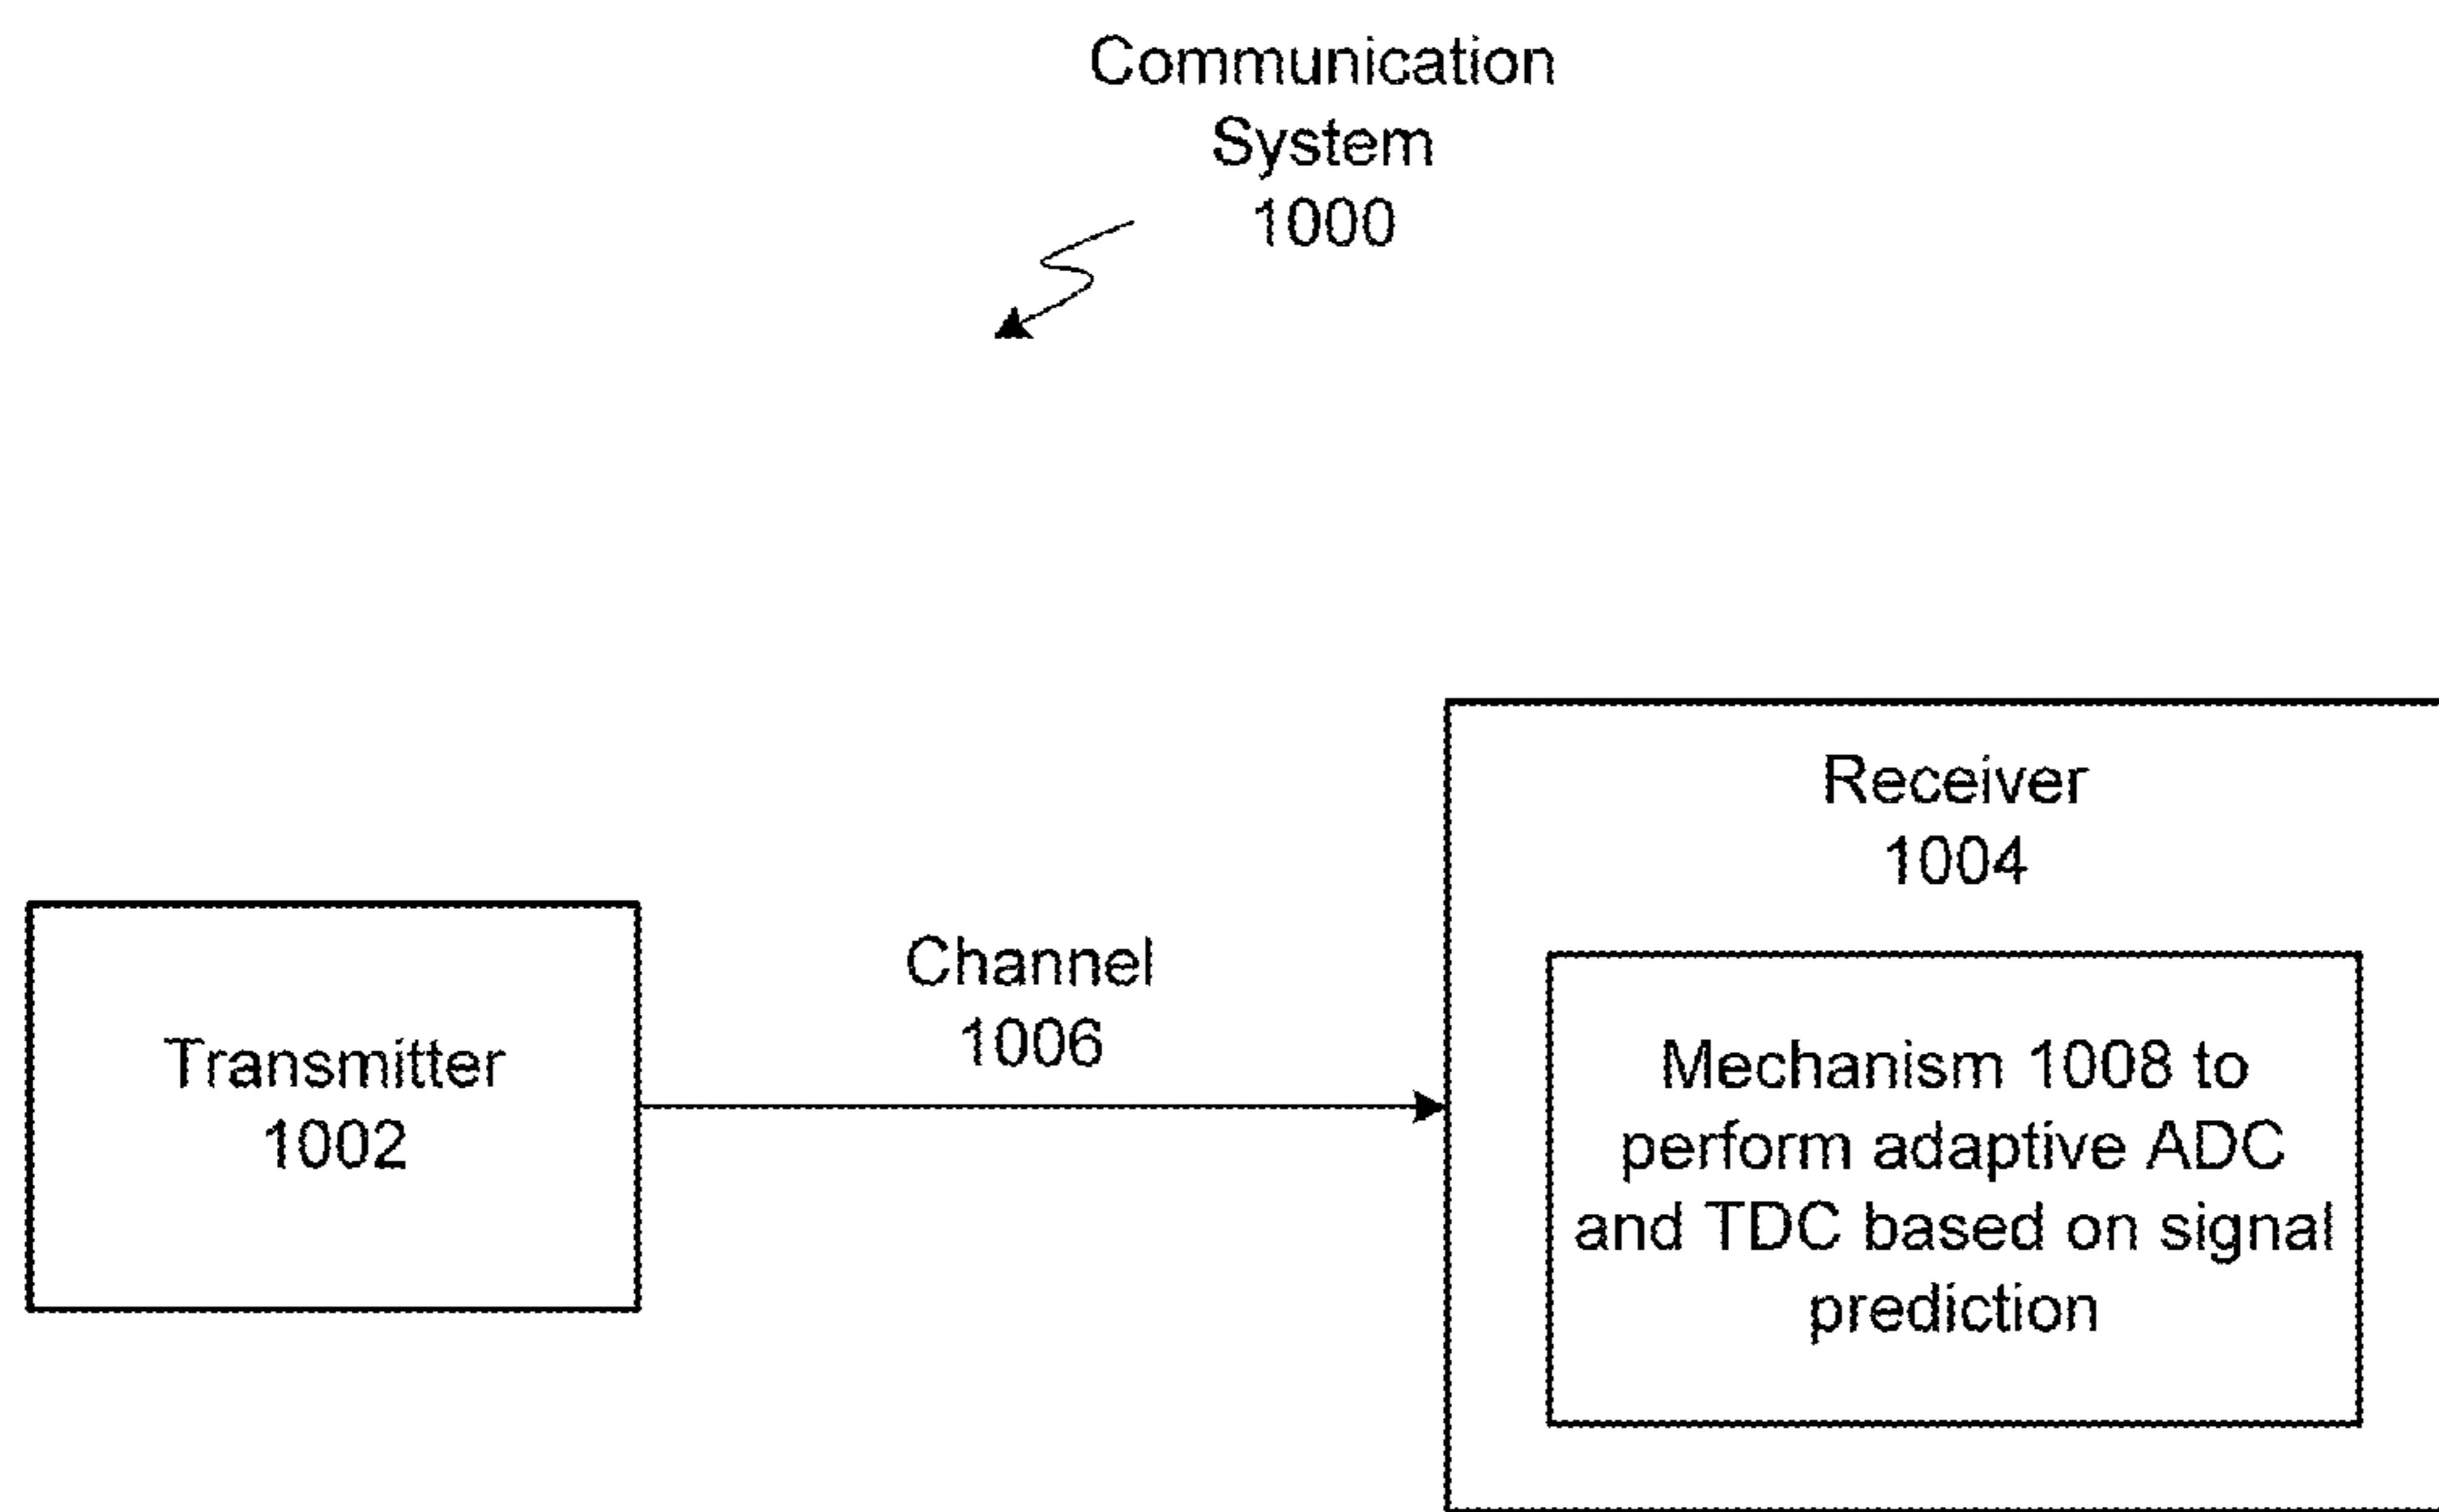 Communication
System
1000
Receiver
1004
Channel
1006
Transmitter
1002
Mechanism 1008 to
perform adaptive ADC
and TDC based on signal
prediction